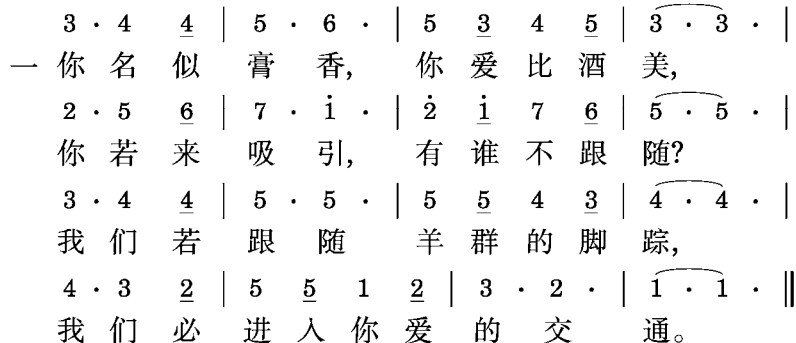 3 · 4 4 | 5 · 6 · | 5 3 4 5 | 3 · 3 · |
一 你 名 似 膏 香, 你 爱 比 酒 美,
2 · 5 6 | 7 · i · | 2̇ i 7 6 | 5 · 5 · |
你 若 来 吸 引, 有 谁 不 跟 随?
3 · 4 4 | 5 · 5 · | 5 5 4 3 | 4 · 4 · |
我 们 若 跟 随 羊 群 的 脚 踪,
4 · 3 2 | 5 5 1 2 | 3 · 2 · | 1 · 1 · ‖
我 们 必 进 入 你 爱 的 交 通。